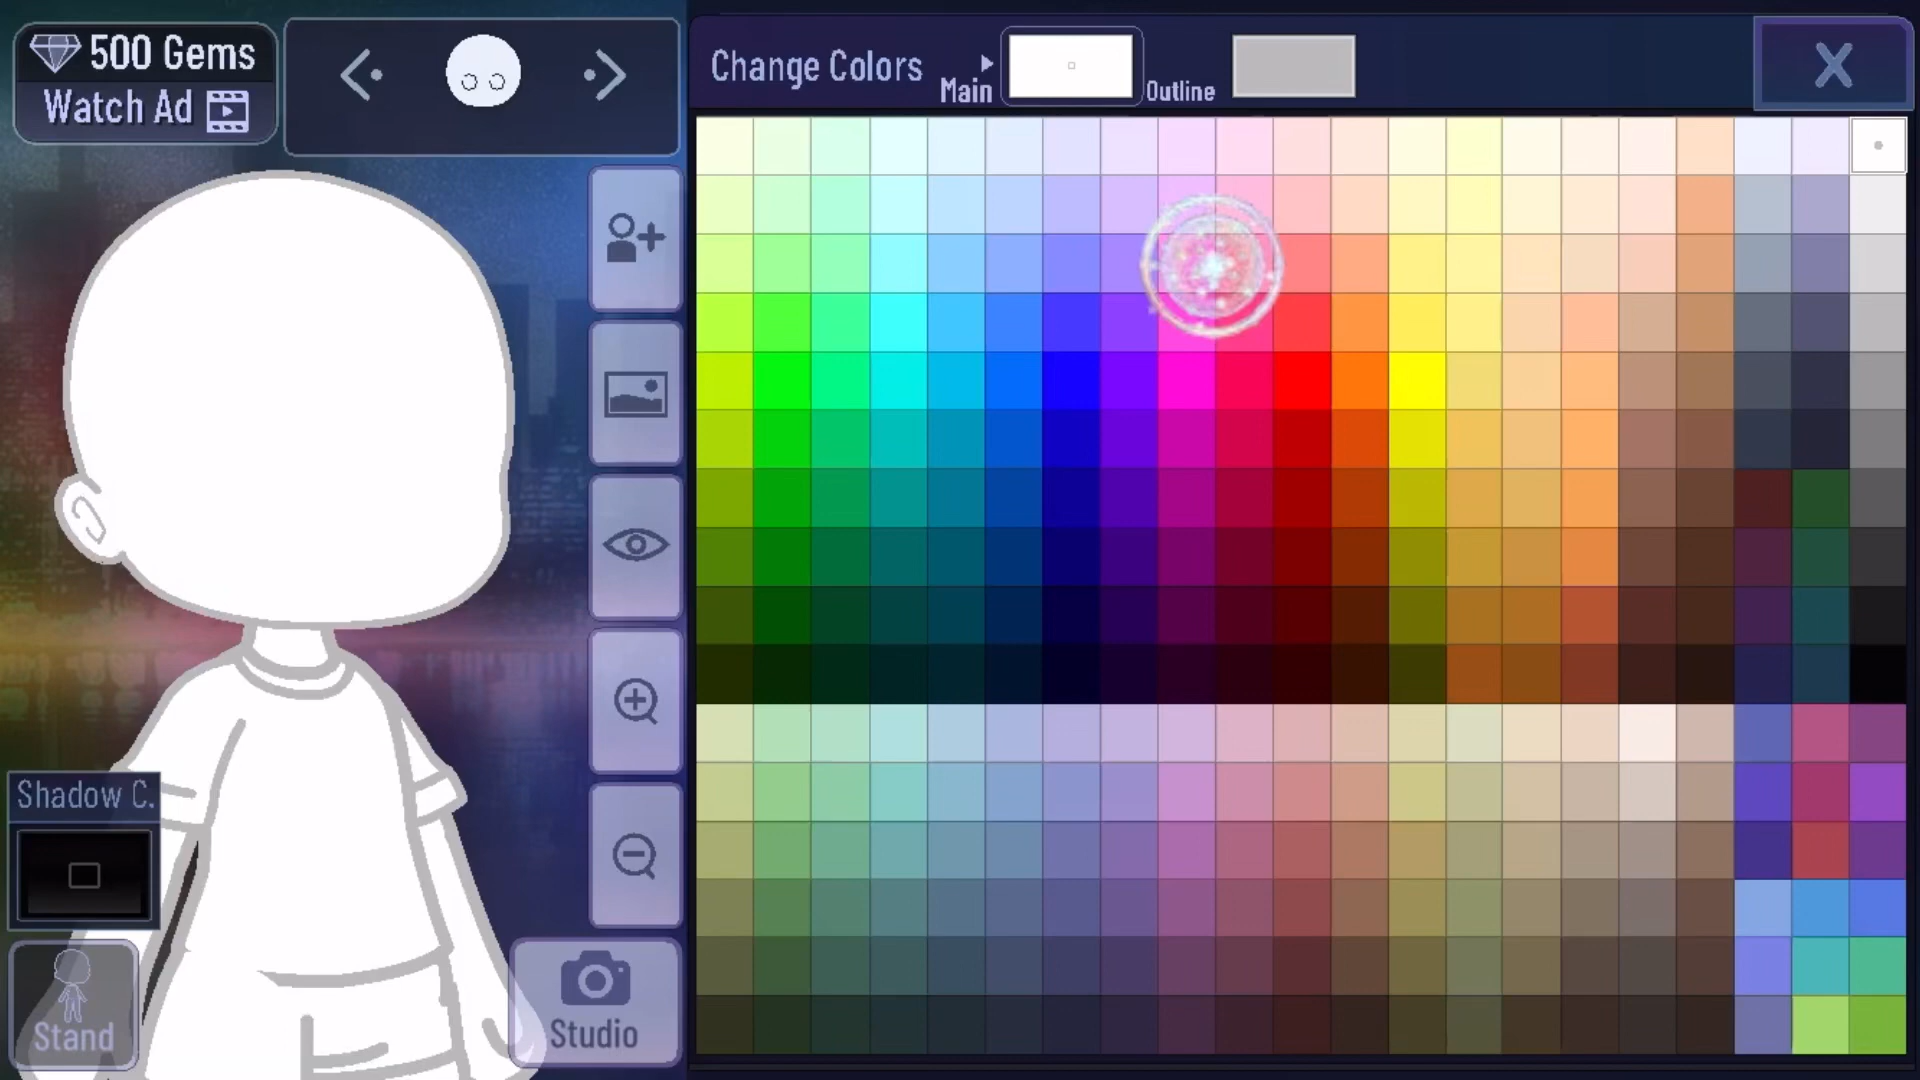 500 Gems
Watch Ad
Change Colors
Main
Outline
X
Shadow C.
Stand
Studio